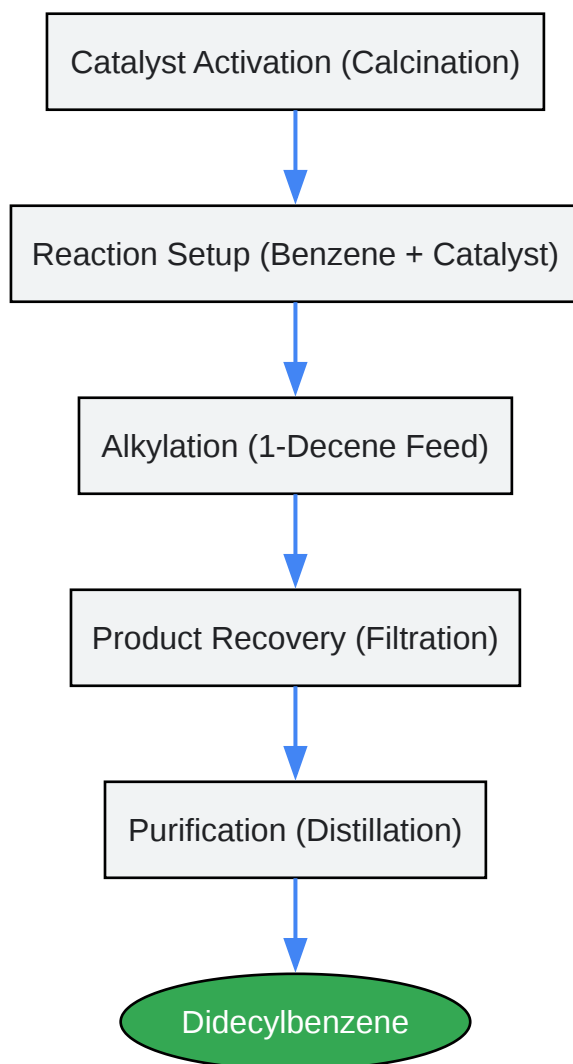 Catalyst Activation (Calcination)
Reaction Setup (Benzene + Catalyst)
Alkylation (1-Decene Feed)
Product Recovery (Filtration)
Purification (Distillation)
Didecylbenzene